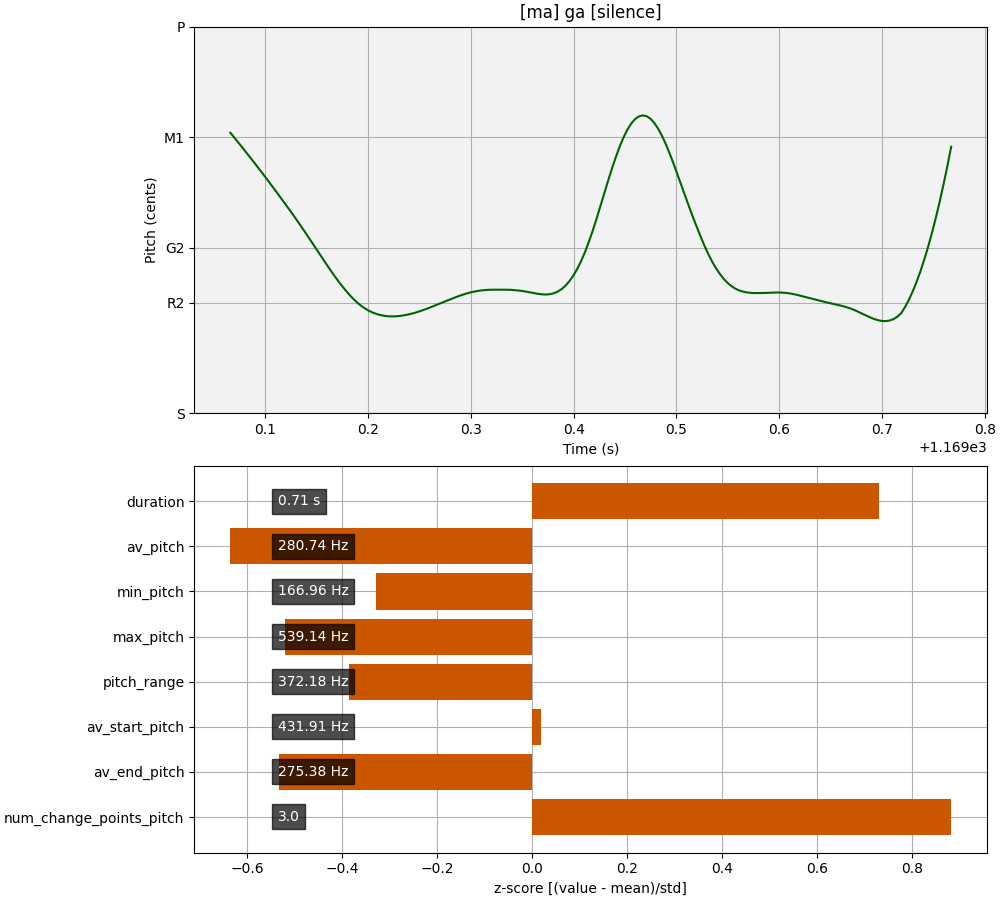 [ma] ga [silence]
P
M1
G2
R2
S
Pitch (cents)
0.1 0.2 0.3 0.4 0.5 0.6 0.7 0.8
Time (s)
+1.169e3
duration 0.71 s
av_pitch 280.74 Hz
min_pitch 166.96 Hz
max_pitch 539.14 Hz
pitch_range 372.18 Hz
av_start_pitch 431.91 Hz
av_end_pitch 275.38 Hz
num_change_points_pitch 3.0
−0.6 −0.4 −0.2 0.0 0.2 0.4 0.6 0.8
z-score [(value - mean)/std]